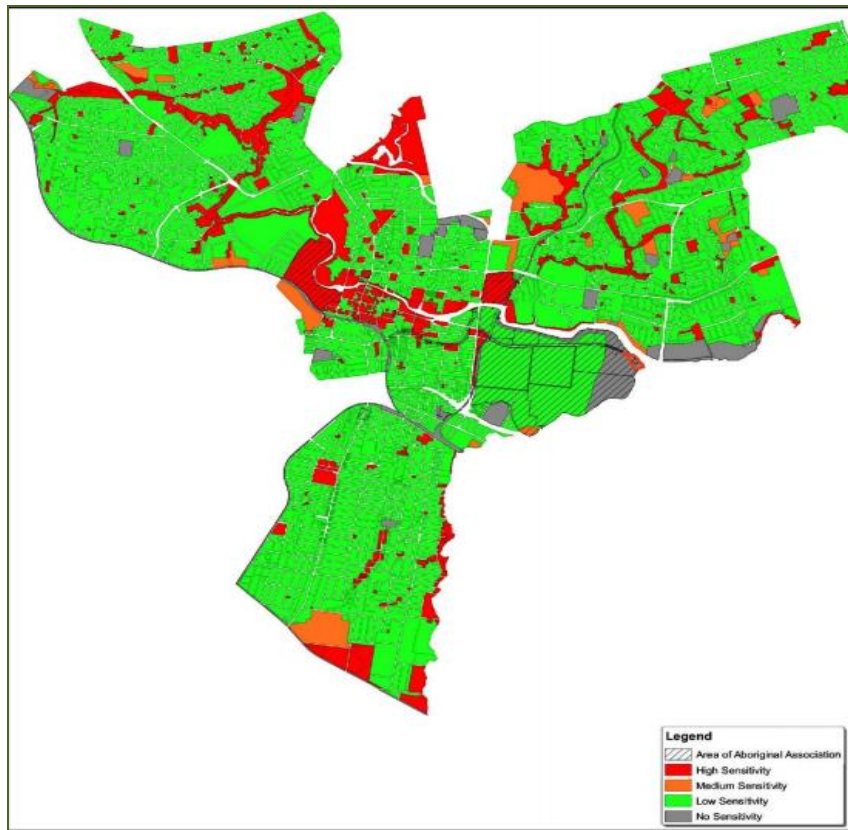 Legend
Area of Aboriginal Association
High Sensitivity
Medium Sensitivity
Low Sensitivity
No Sensitivity